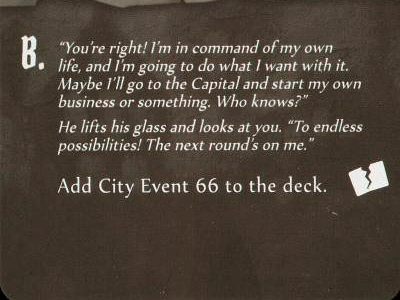 B. "You're right! I'm in command of my own
life, and I'm going to do what I want with it.
Maybe I'll go to the Capital and start my own
business or something. Who knows?"
He lifts his glass and looks at you. "To endless
possibilities! The next round's on me."
Add City Event 66 to the deck.